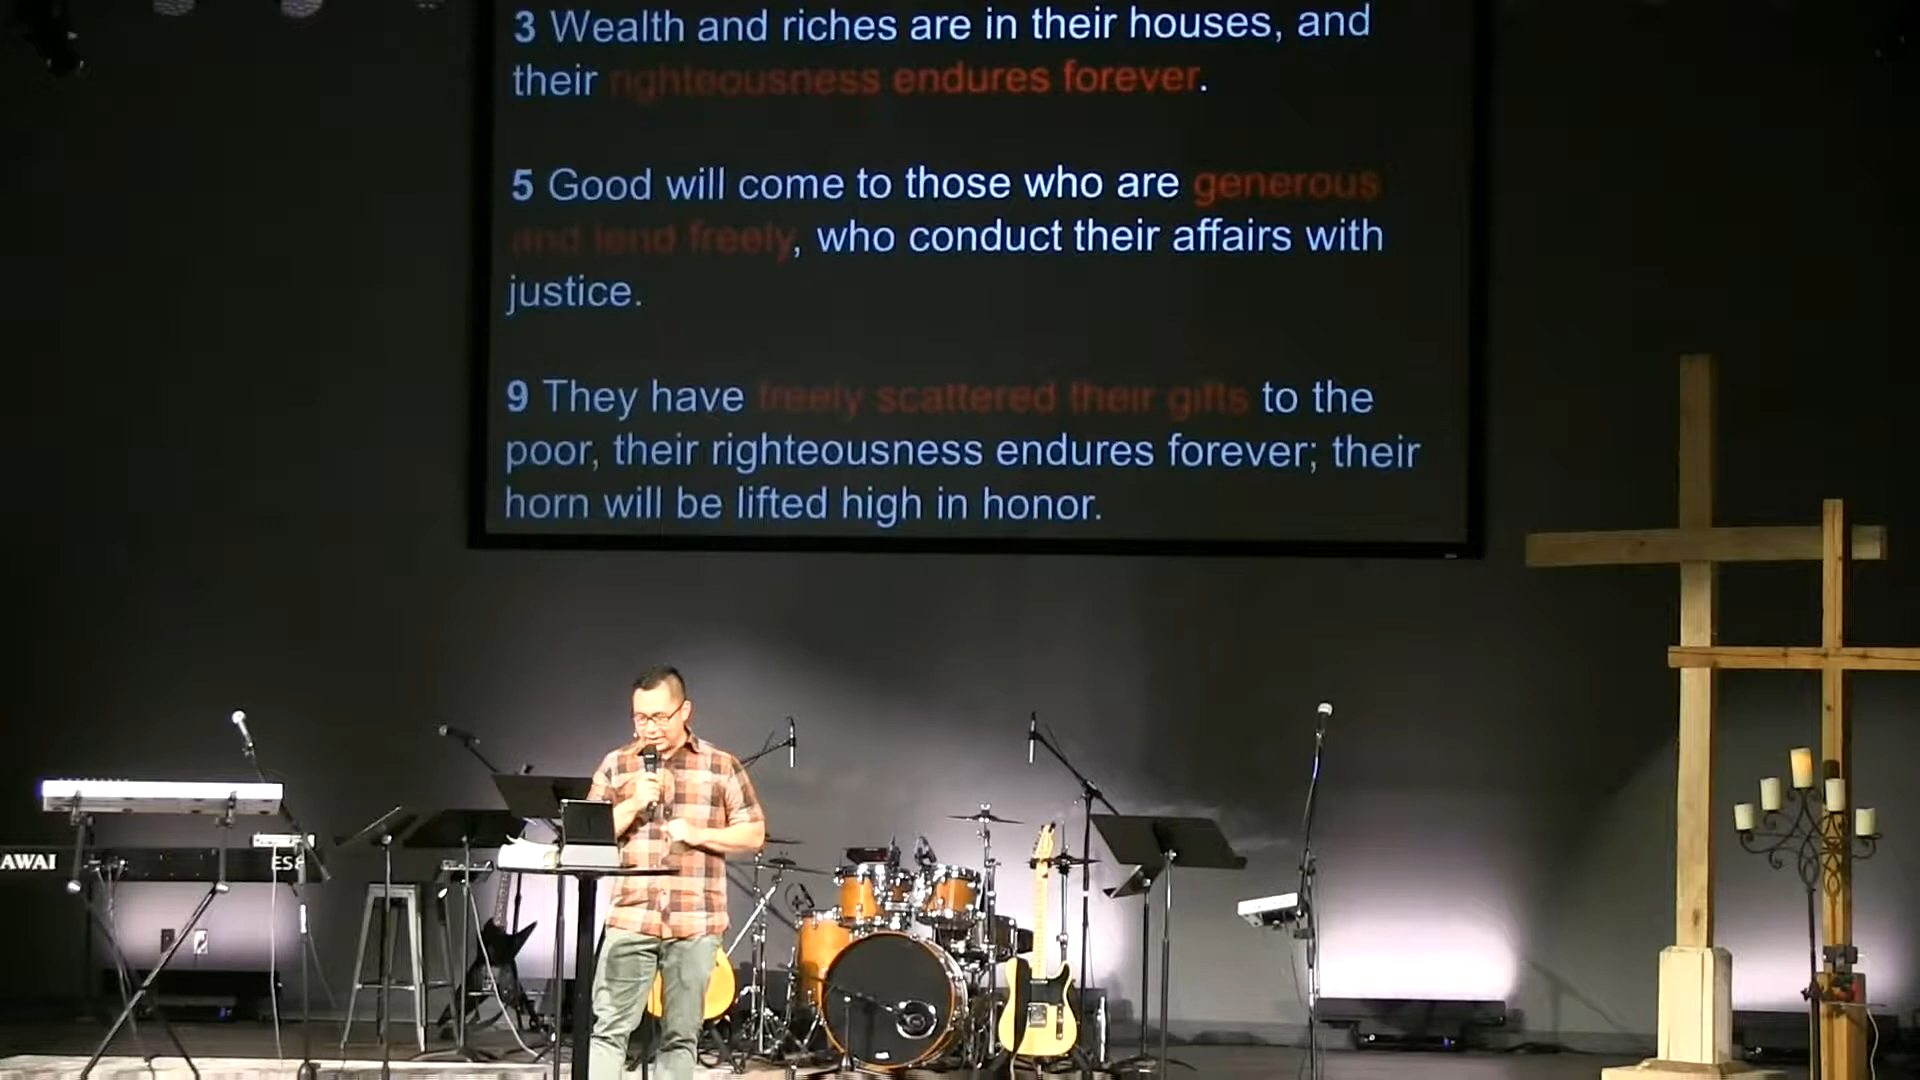 3 Wealth and riches are in their houses, and
their righteousness endures forever.
5 Good will come to those who are generous
and lend freely, who conduct their affairs with
justice.
9 They have freely scattered their gifts to the
poor, their righteousness endures forever; their
horn will be lifted high in honor.
AWAI
ES8